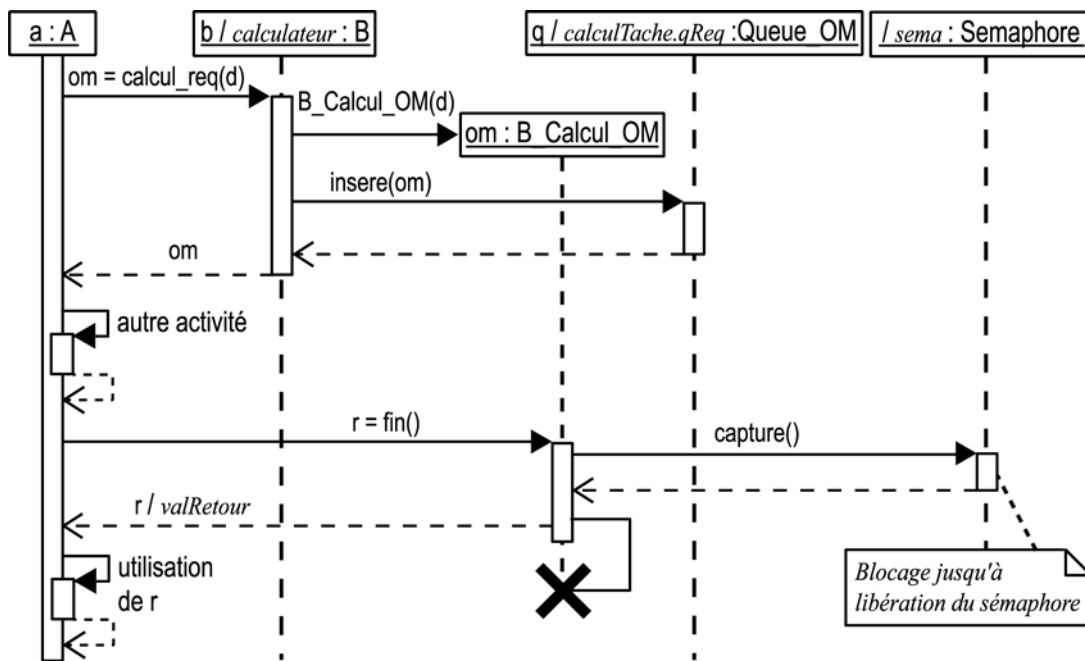 a : A
b / calculateur : B
q / calculTache.qReq :Queue_OM
/ sema : Semaphore
om = calcul_req(d)
B_Calcul_OM(d)
om : B_Calcul_OM
insere(om)
om
autre activité
r = fin()
capture()
r / valRetour
utilisation
de r
Blocage jusqu'à
libération du sémaphore